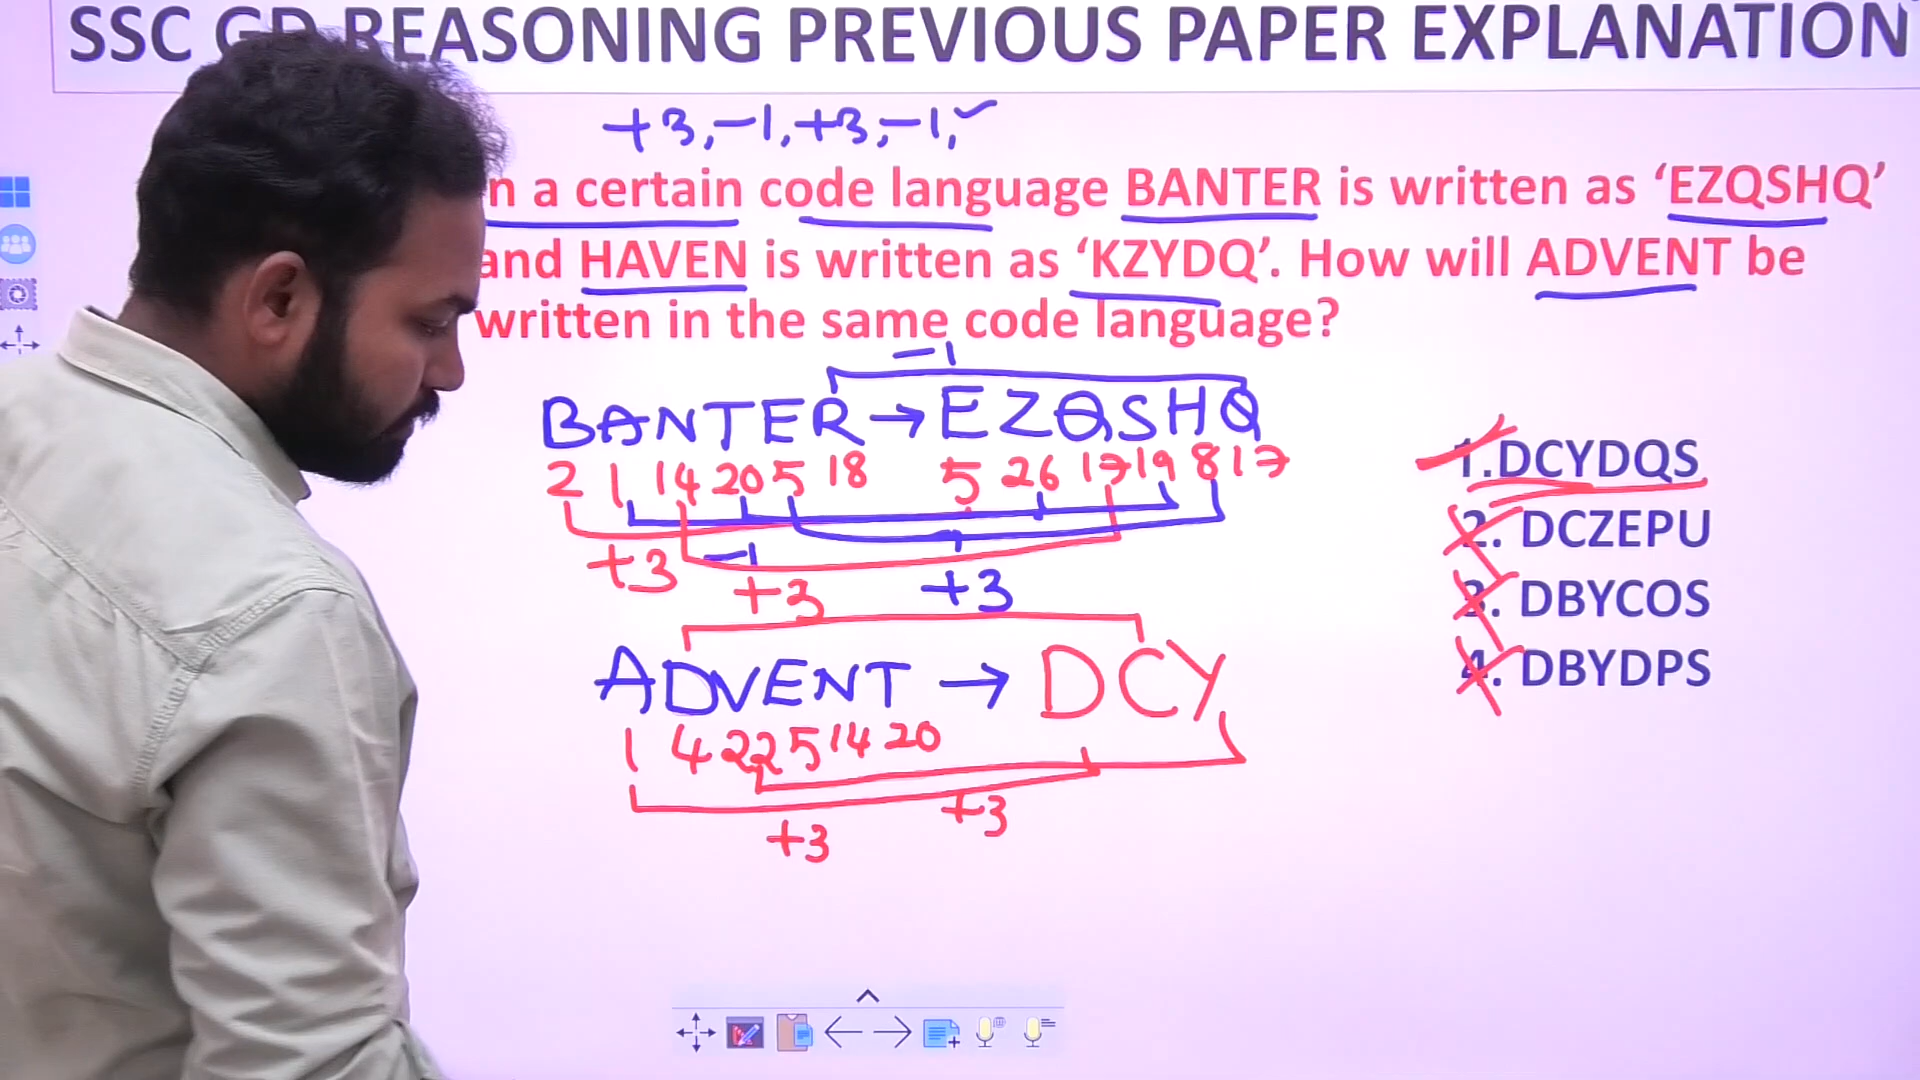 SSC GD REASONING PREVIOUS PAPER EXPLANATION
+3,-1,+3,-1,
n a certain code language BANTER is written as ‘EZQSHQ’
and HAVEN is written as ‘KZYDQ’. How will ADVENT be
written in the same code language?
-1
BANTER → EZQSHQ
2 1 14 20 5 18 5 26 17 19 8 17
+3 -1 +3 +3
ADVENT → DCY
1 4 22 5 14 20
+3 +3
1.DCYDQS
2. DCZEPU
3. DBYCOS
4. DBYDPS